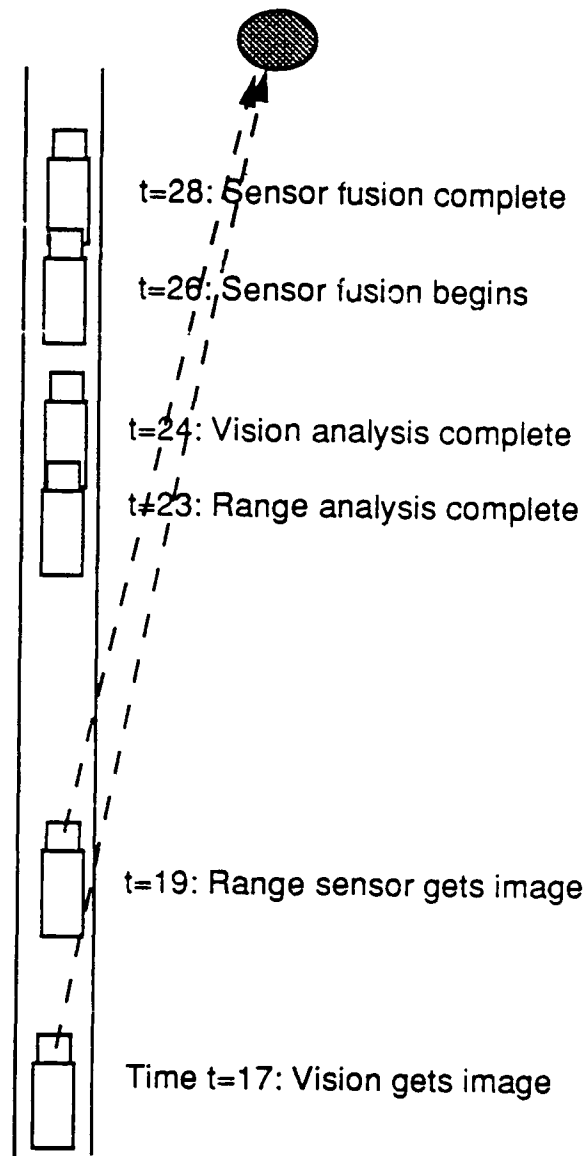 t=28: Sensor fusion complete
t=26: Sensor fusion begins
t=24: Vision analysis complete
t=23: Range analysis complete
t=19: Range sensor gets image
Time t=17: Vision gets image